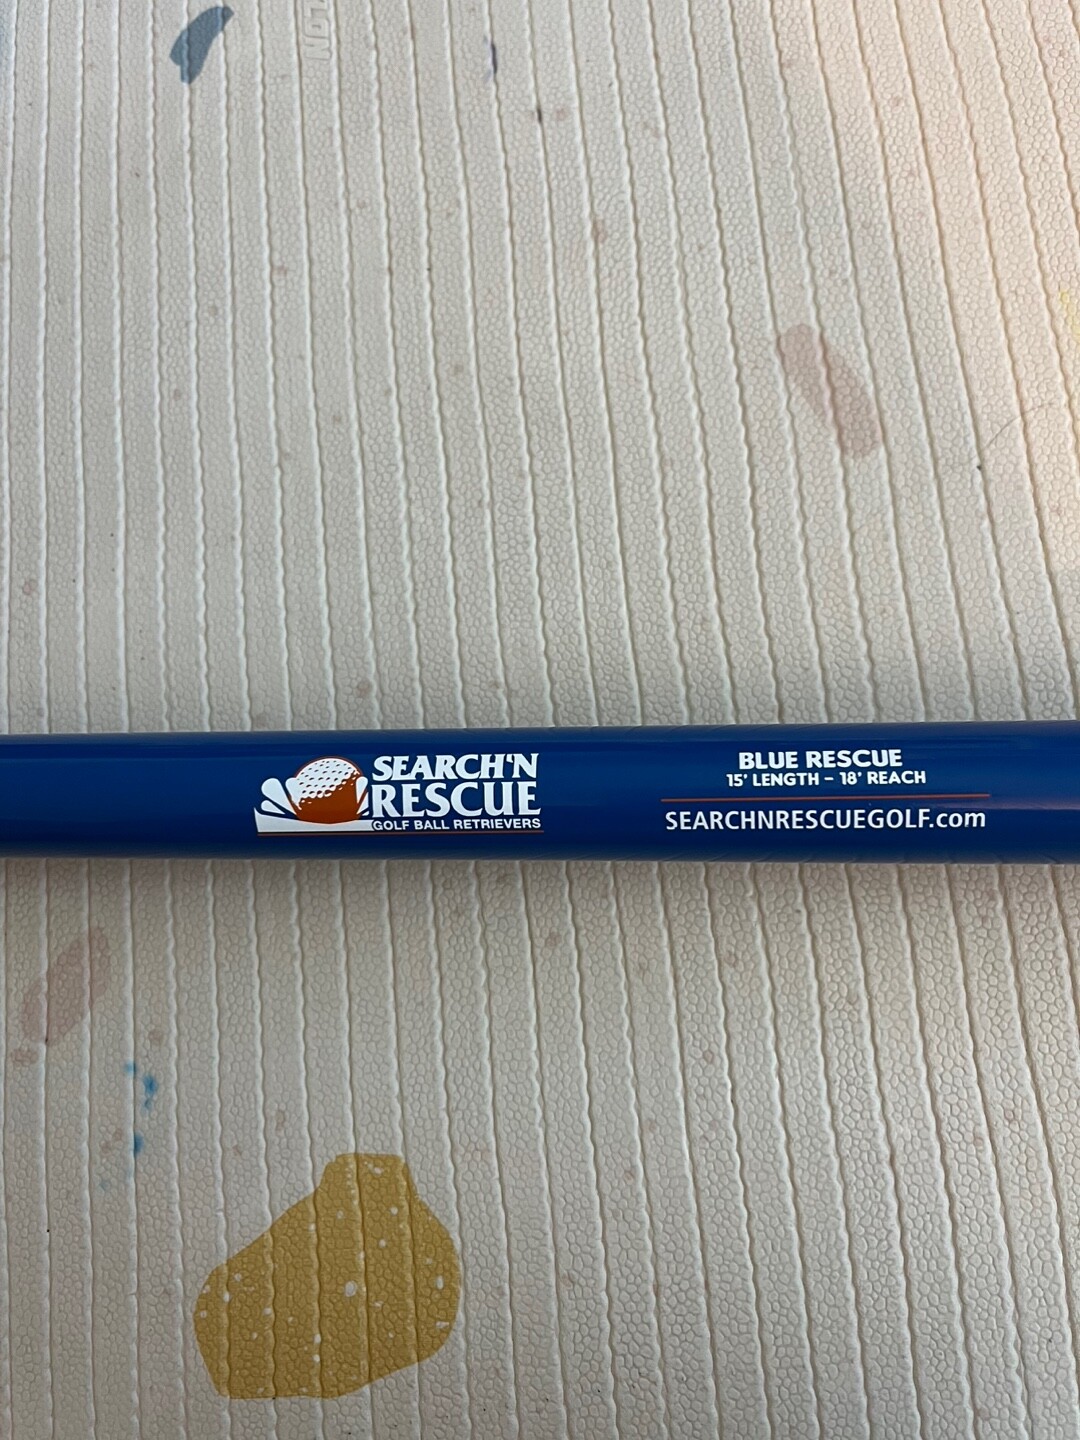 SEARCH'N
RESCUE
GOLF BALL RETRIEVERS
BLUE RESCUE
15' LENGTH – 18' REACH
SEARCHNRESCUEGOLF.com